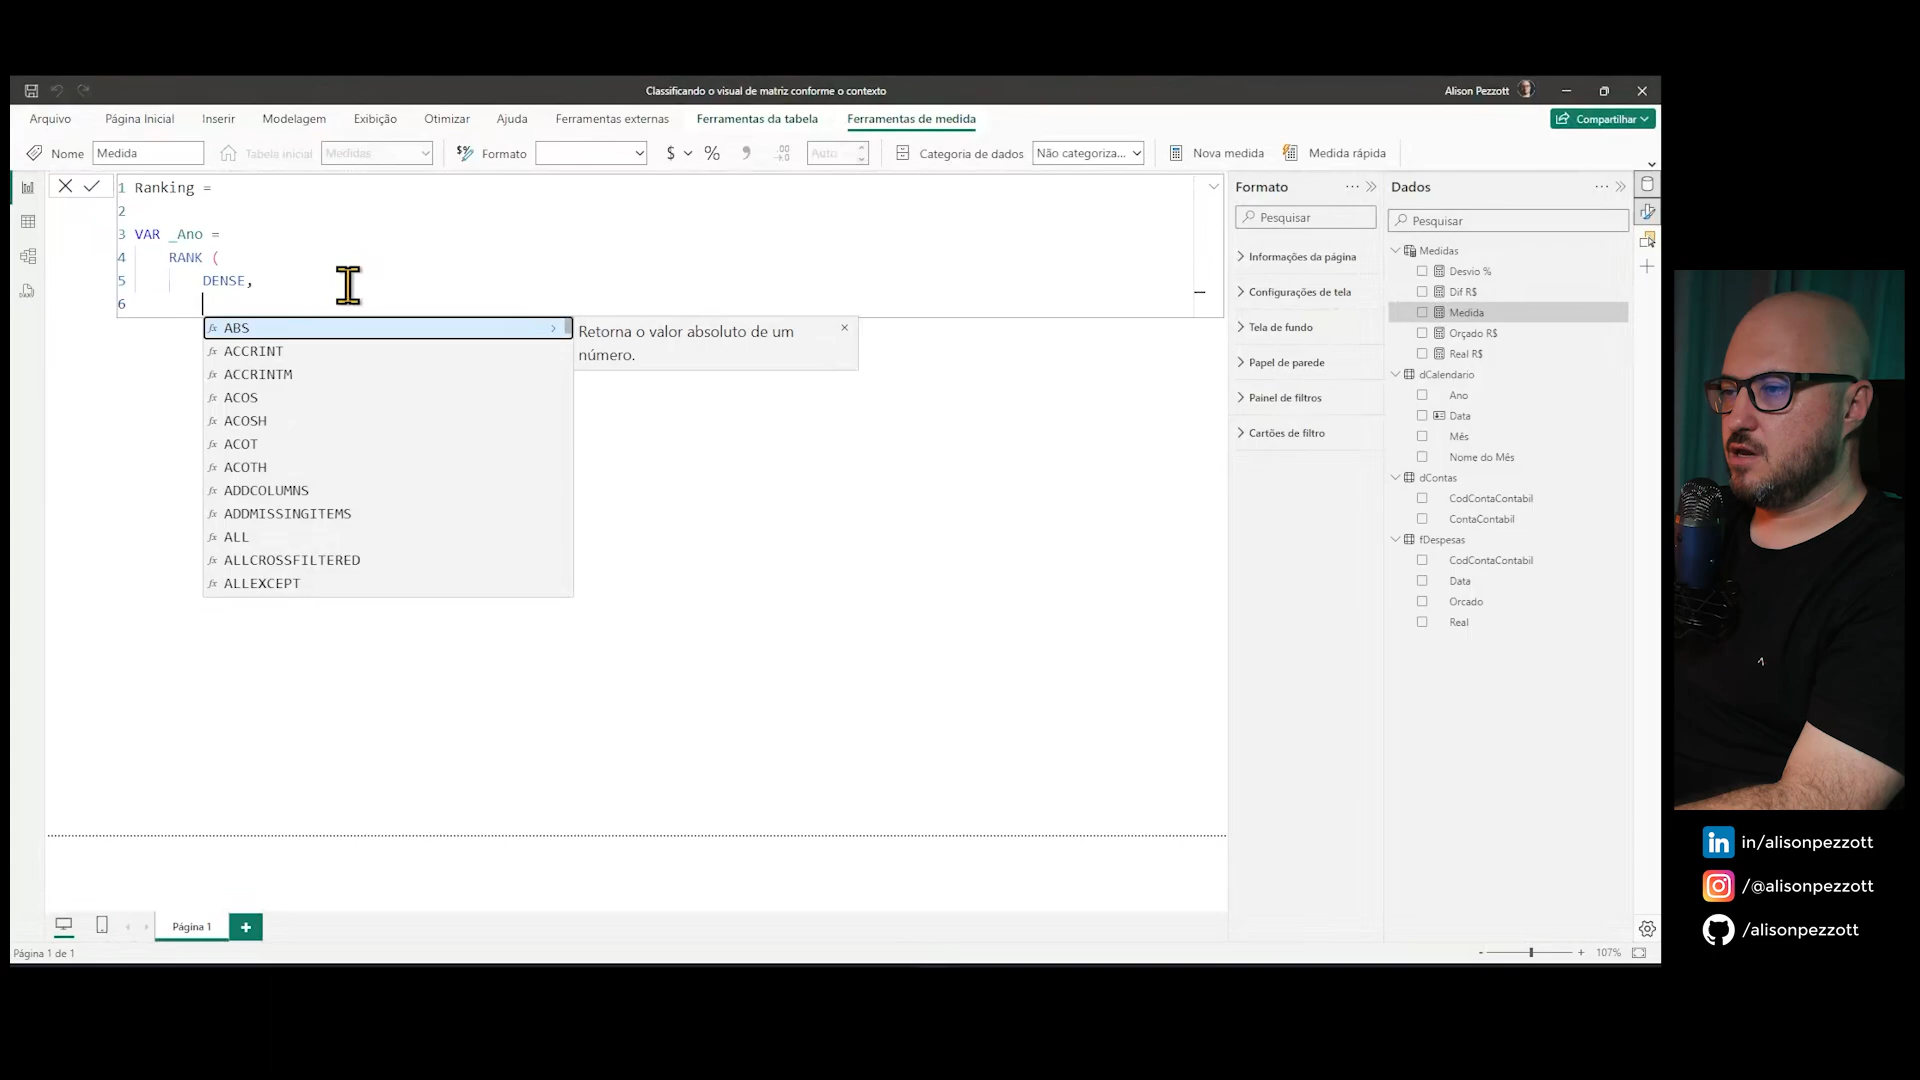 Classificando o visual de matriz conforme o contexto
Alison Pezzott
Arquivo
Página Inicial
Inserir
Modelagem
Exibição
Otimizar
Ajuda
Ferramentas externas
Ferramentas da tabela
Ferramentas de medida
Compartilhar
Nome
Medida
Tabela inicial
Medidas
Formato
$
%
Auto
Categoria de dados
Não categoriza...
Nova medida
Medida rápida
1 Ranking =
2
3 VAR _Ano =
4 RANK (
5 DENSE,
6
ABS
ACCRINT
ACCRINTM
ACOS
ACOSH
ACOT
ACOTH
ADDCOLUMNS
ADDMISSINGITEMS
ALL
ALLCROSSFILTERED
ALLEXCEPT
Retorna o valor absoluto de um
número.
Formato
Pesquisar
Informações da página
Configurações de tela
Tela de fundo
Papel de parede
Painel de filtros
Cartões de filtro
Dados
Pesquisar
Medidas
Desvio %
Dif R$
Medida
Orçado R$
Real R$
dCalendario
Ano
Data
Mês
Nome do Mês
dContas
CodContaContabil
ContaContabil
fDespesas
CodContaContabil
Data
Orcado
Real
Página 1
Página 1 de 1
107%
in/alisonpezzott
/@alisonpezzott
/alisonpezzott